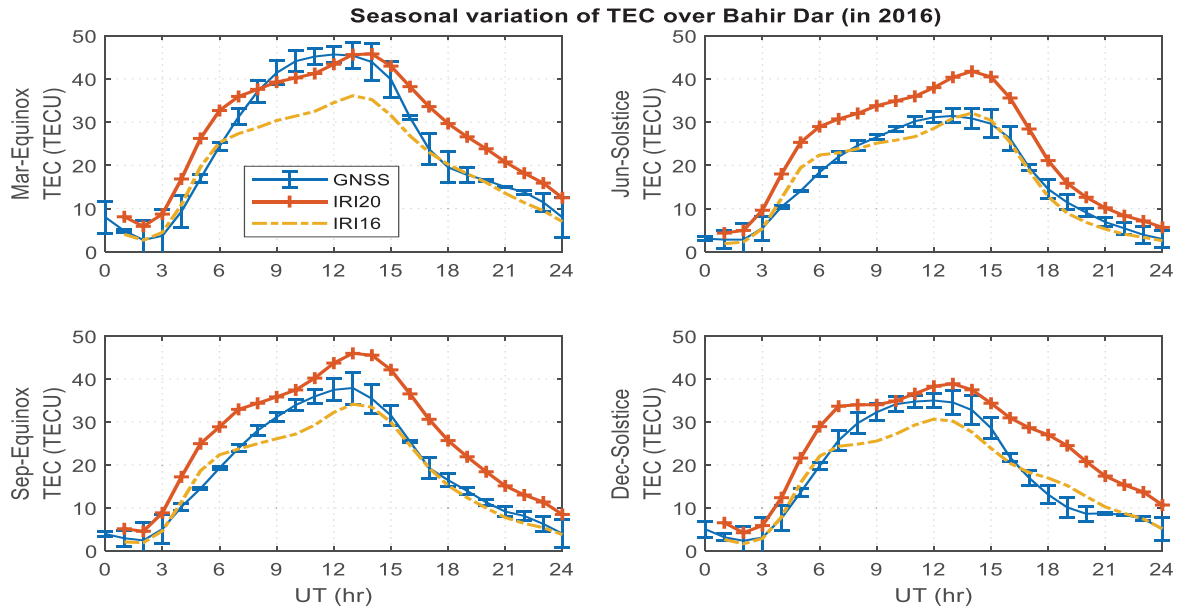 Seasonal variation of TEC over Bahir Dar (in 2016)
Mar-Equinox
TEC (TECU)
50
40
30
20
10
0
0 3 6 9 12 15 18 21 24
GNSS
IRI20
IRI16
Jun-Solstice
TEC (TECU)
50
40
30
20
10
0
0 3 6 9 12 15 18 21 24
Sep-Equinox
TEC (TECU)
50
40
30
20
10
0
0 3 6 9 12 15 18 21 24
UT (hr)
Dec-Solstice
TEC (TECU)
50
40
30
20
10
0
0 3 6 9 12 15 18 21 24
UT (hr)